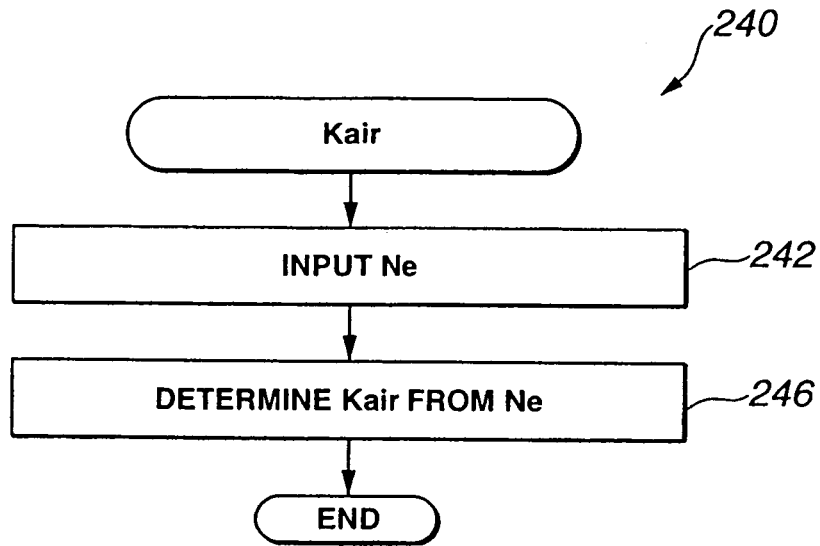 240
Kair
INPUT Ne
242
DETERMINE Kair FROM Ne
246
END